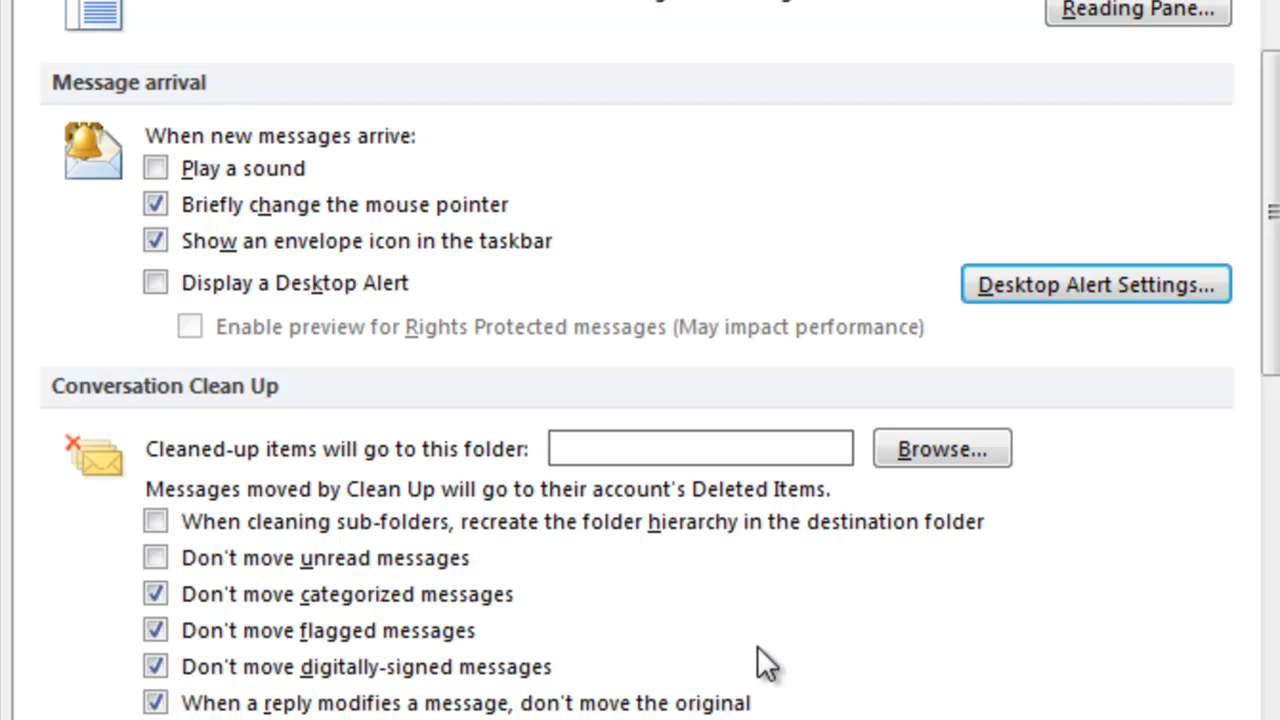 Reading Pane...
Message arrival
When new messages arrive:
Play a sound
Briefly change the mouse pointer
Show an envelope icon in the taskbar
Display a Desktop Alert
Desktop Alert Settings...
Enable preview for Rights Protected messages (May impact performance)
Conversation Clean Up
Cleaned-up items will go to this folder:
Browse...
Messages moved by Clean Up will go to their account's Deleted Items.
When cleaning sub-folders, recreate the folder hierarchy in the destination folder
Don't move unread messages
Don't move categorized messages
Don't move flagged messages
Don't move digitally-signed messages
When a reply modifies a message, don't move the original